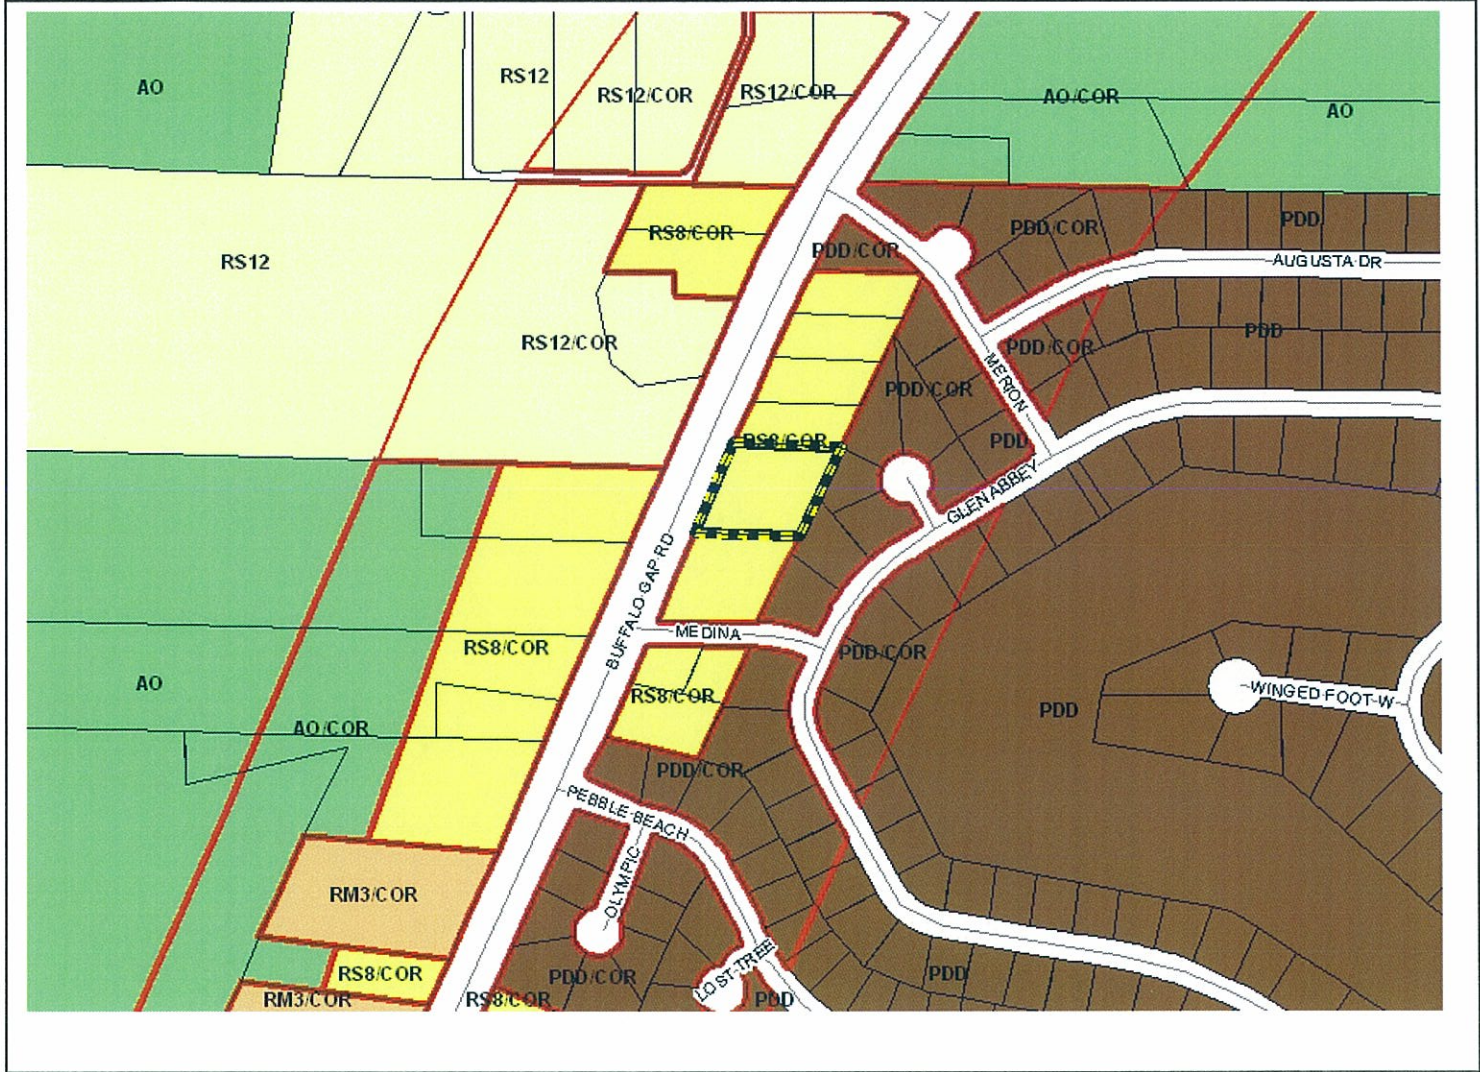 RS12
AO
RS12/COR
RS12/COR
AO/COR
AO
PDD/COR
PDD
RS8/COR
PDD/COR
RS12
AUGUSTA DR
PDD
RS12/COR
PDD/COR
MERION
PDD/COR
PDD
RS8/COR
GLEN ABBEY
BUFFALO GAP RD
MEDINA
RS8/COR
PDD/COR
AO
RS8/COR
WINGED FOOT W
PDD
AO/COR
PDD/COR
PEBBLE BEACH
OLYMPIC
RM3/COR
LOST TREE
RS8/COR
PDD/COR
PDD
RM3/COR
RS8/COR
PDD